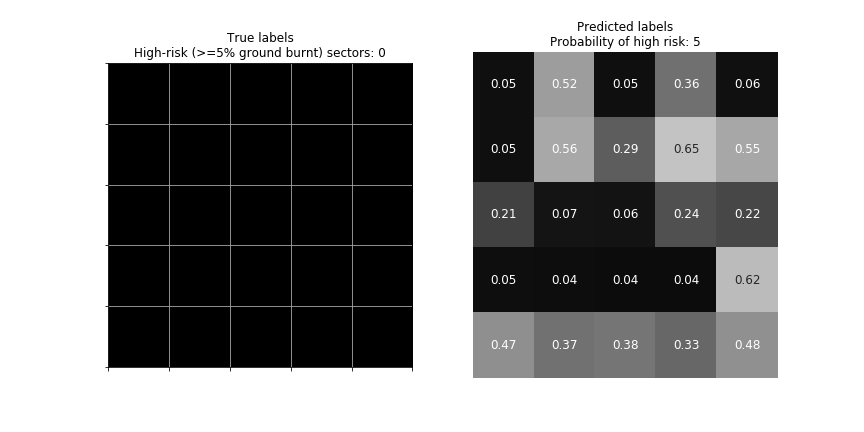 True labels
High-risk (>=5% ground burnt) sectors: 0
Predicted labels
Probability of high risk: 5
0.05 0.52 0.05 0.36 0.06
0.05 0.56 0.29 0.65 0.55
0.21 0.07 0.06 0.24 0.22
0.05 0.04 0.04 0.04 0.62
0.47 0.37 0.38 0.33 0.48